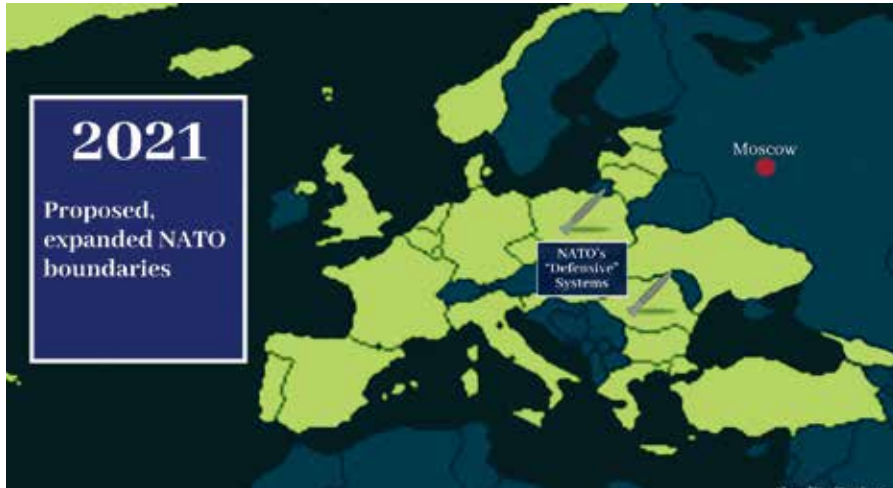 2021
Proposed,
expanded NATO
boundaries
Moscow
NATO's
"Defensive"
Systems